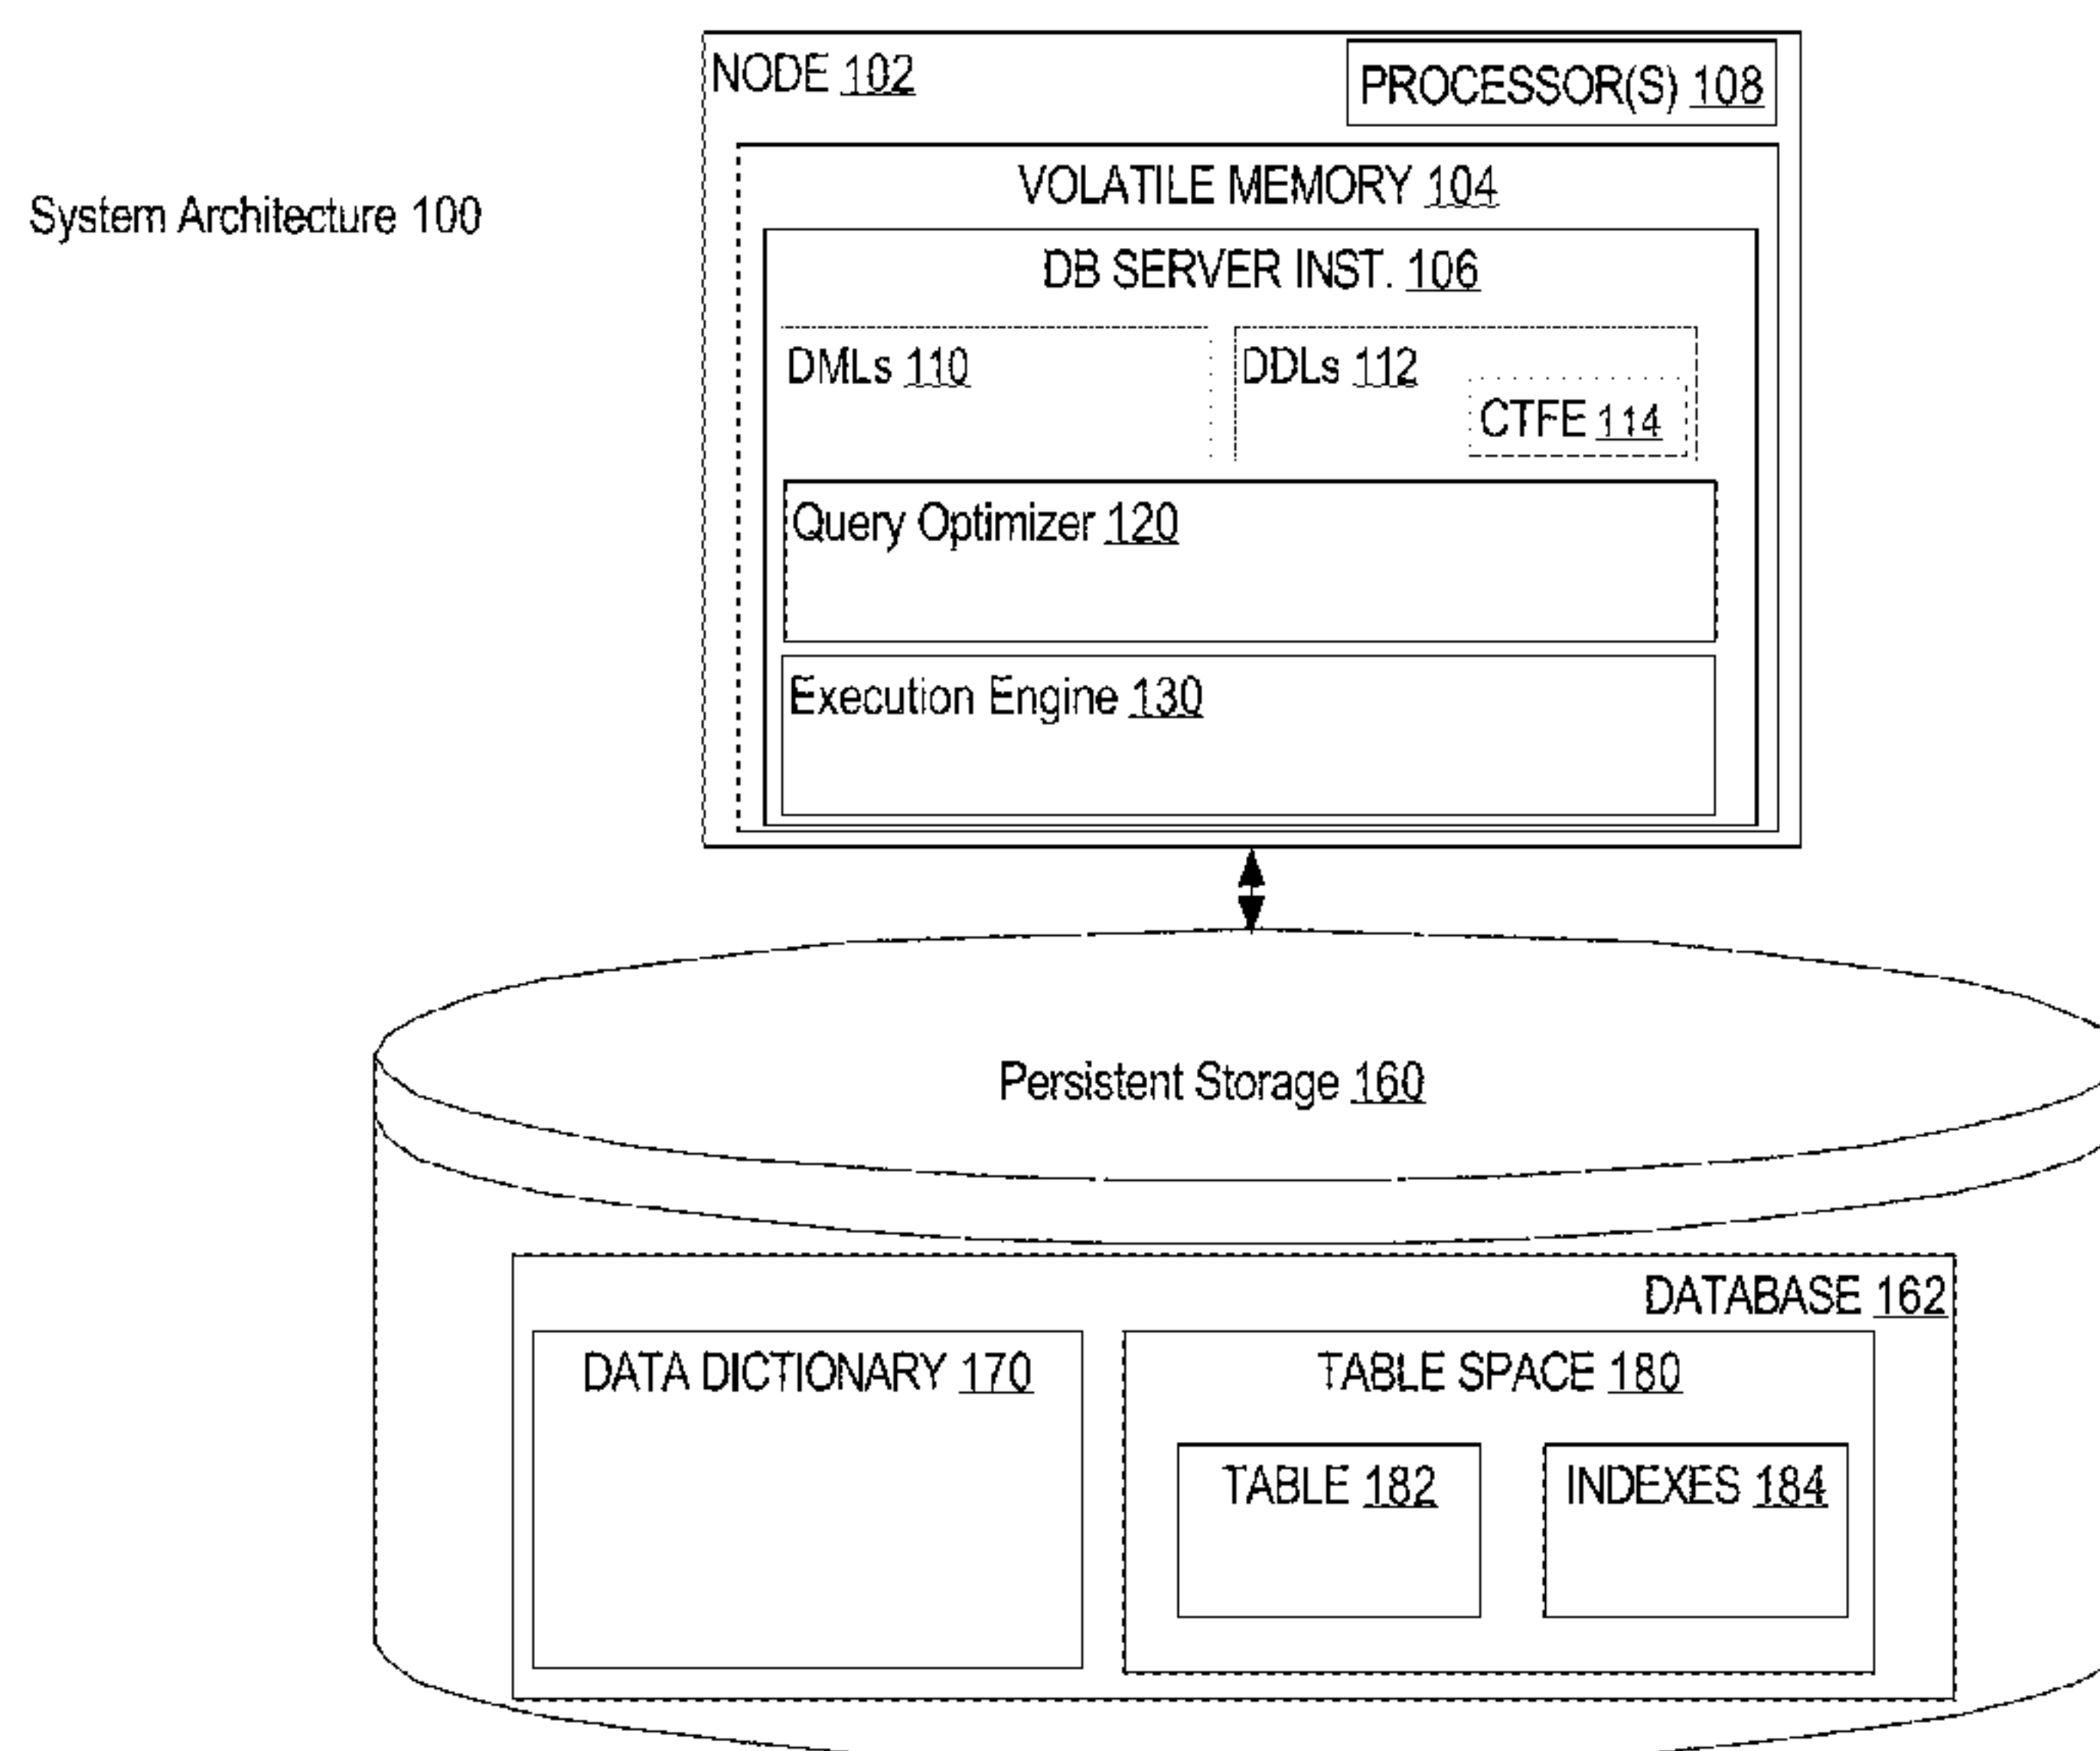 NODE 102
PROCESSOR(S) 108
VOLATILE MEMORY 104
System Architecture 100
DB SERVER INST. 106
DMLs 110
DDLs 112
CTFE 114
Query Optimizer 120
Execution Engine 130
Persistent Storage 160
DATABASE 162
DATA DICTIONARY 170
TABLE SPACE 180
TABLE 182
INDEXES 184